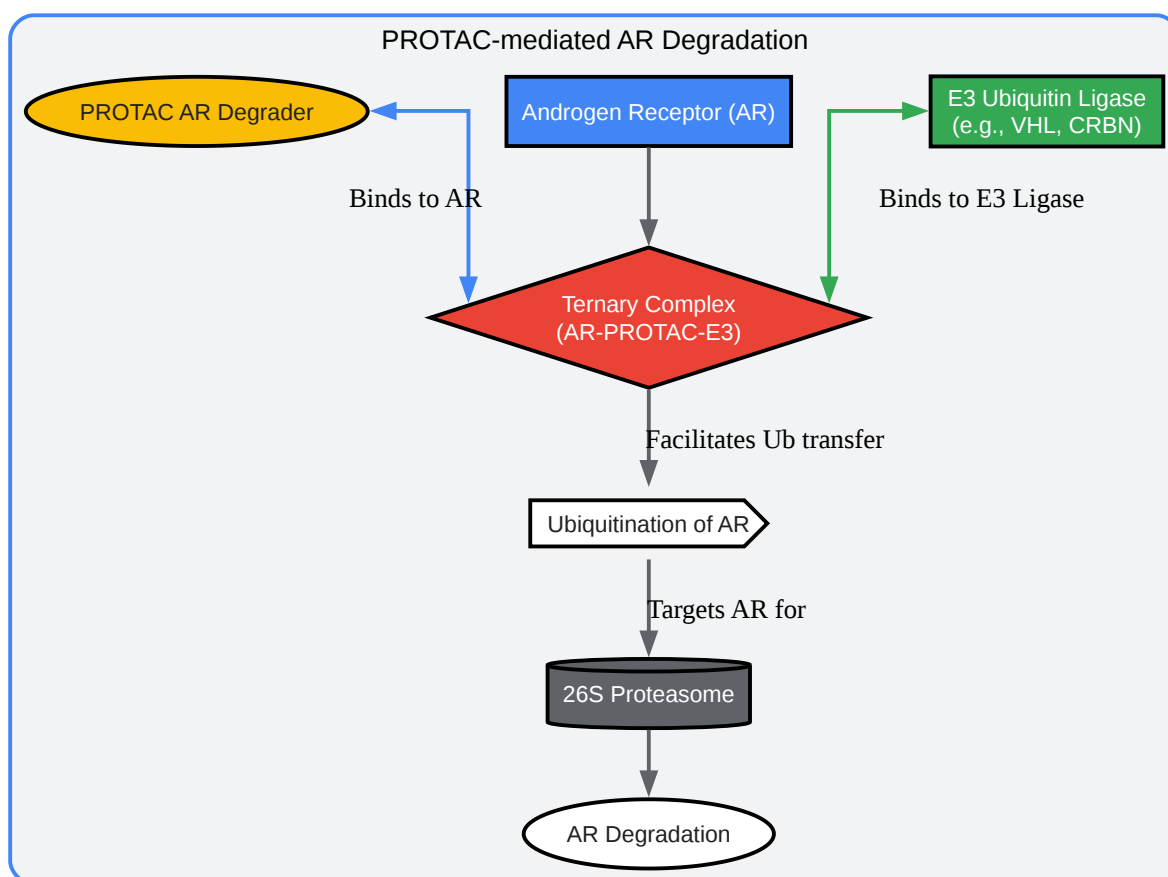 PROTAC-mediated AR Degradation
PROTAC AR Degrader
Androgen Receptor (AR)
E3 Ubiquitin Ligase
(e.g., VHL, CRBN)
Binds to AR
Binds to E3 Ligase
Ternary Complex
(AR-PROTAC-E3)
Facilitates Ub transfer
Ubiquitination of AR
Targets AR for
26S Proteasome
AR Degradation